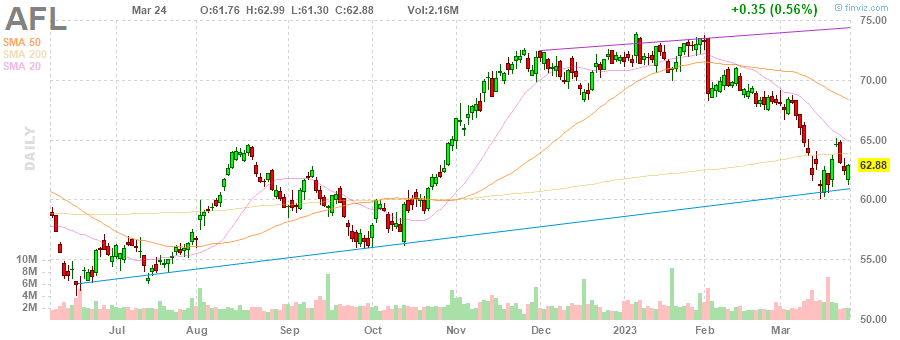 AFL Mar 24 O:61.76 H:62.99 L:61.30 C:62.88 Vol:2.16M +0.35 (0.56%) finviz.com
SMA 50
SMA 200
SMA 20
DAILY
75.00
70.00
65.00
62.88
60.00
55.00
50.00
10M
8M
6M
4M
2M
Jul Aug Sep Oct Nov Dec 2023 Feb Mar